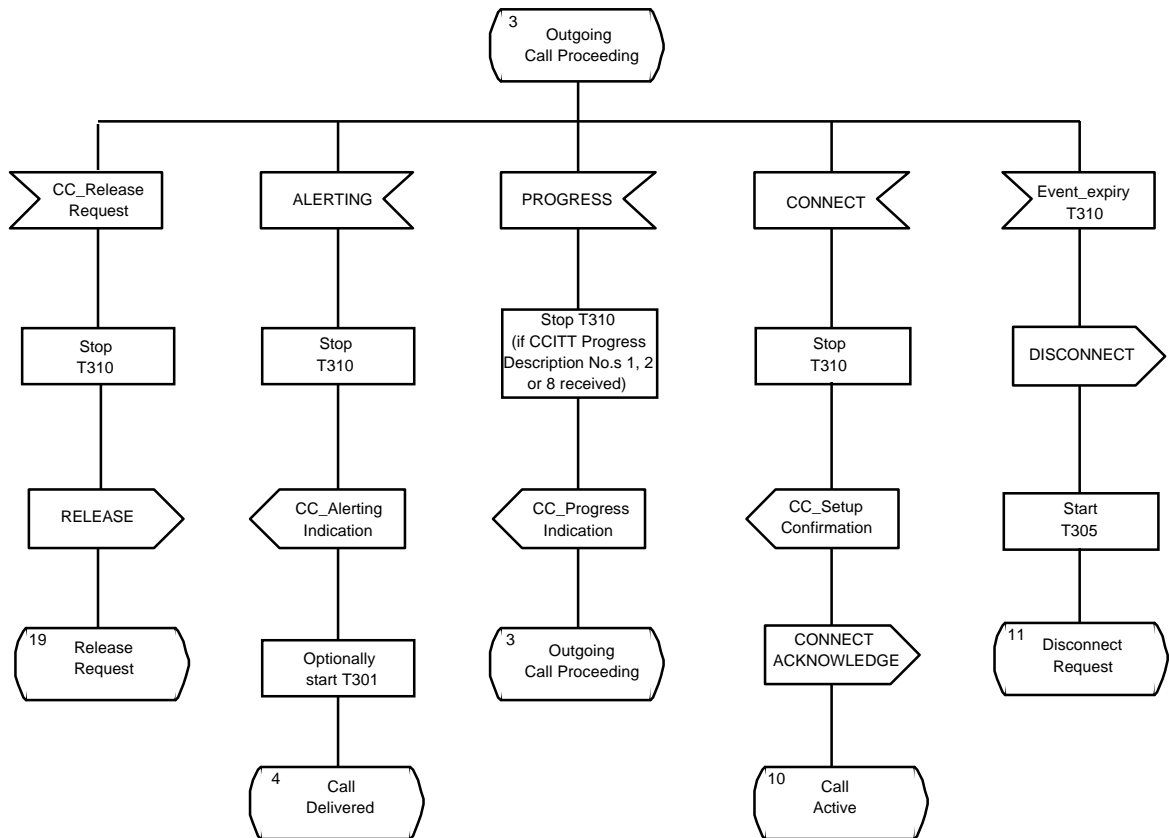 3
Outgoing
Call Proceeding
CC_Release
Request
ALERTING
PROGRESS
CONNECT
Event_expiry
T310
Stop
T310
Stop
T310
Stop T310
(if CCITT Progress
Description No.s 1, 2
or 8 received)
Stop
T310
DISCONNECT
RELEASE
CC_Alerting
Indication
CC_Progress
Indication
CC_Setup
Confirmation
Start
T305
19
Release
Request
Optionally
start T301
3
Outgoing
Call Proceeding
CONNECT
ACKNOWLEDGE
11
Disconnect
Request
4
Call
Delivered
10
Call
Active